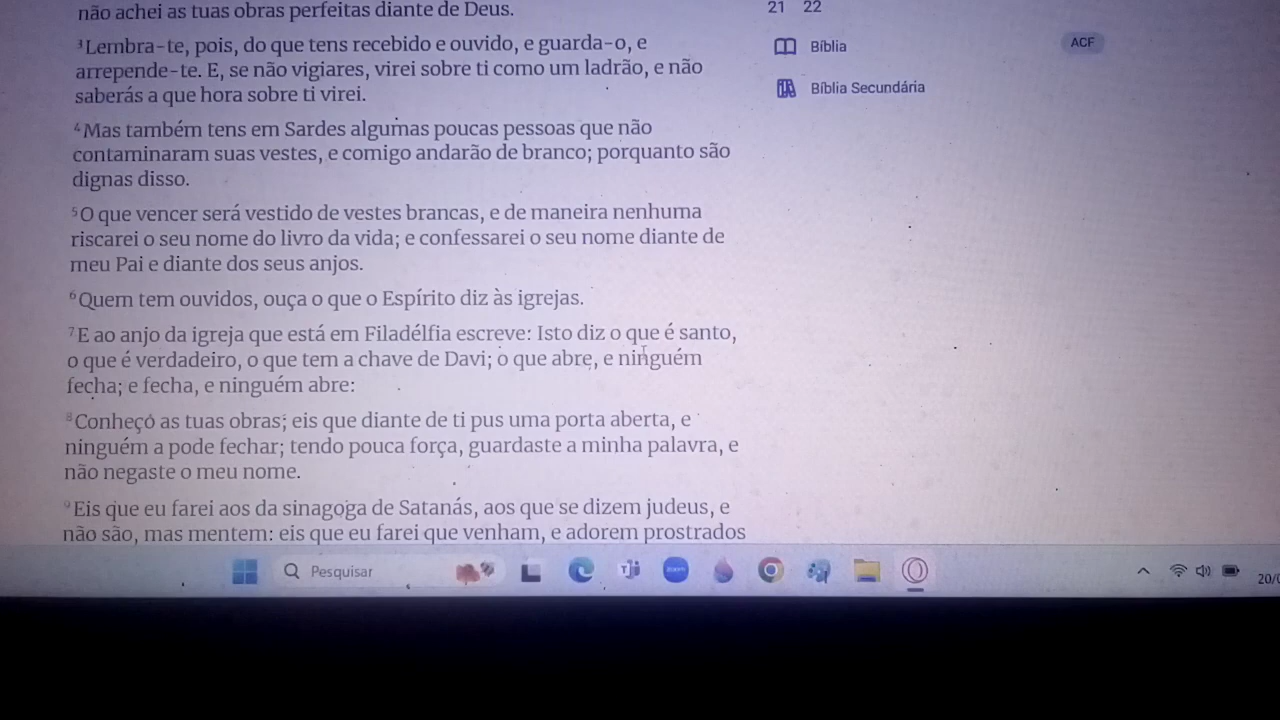 não achei as tuas obras perfeitas diante de Deus.
³Lembra-te, pois, do que tens recebido e ouvido, e guarda-o, e
arrepende-te. E, se não vigiares, virei sobre ti como um ladrão, e não
saberás a que hora sobre ti virei.
⁴Mas também tens em Sardes algumas poucas pessoas que não
contaminaram suas vestes, e comigo andarão de branco; porquanto são
dignas disso.
⁵O que vencer será vestido de vestes brancas, e de maneira nenhuma
riscarei o seu nome do livro da vida; e confessarei o seu nome diante de
meu Pai e diante dos seus anjos.
⁶Quem tem ouvidos, ouça o que o Espírito diz às igrejas.
⁷E ao anjo da igreja que está em Filadélfia escreve: Isto diz o que é santo,
o que é verdadeiro, o que tem a chave de Davi; o que abre, e ninguém
fecha; e fecha, e ninguém abre:
⁸Conheço as tuas obras; eis que diante de ti pus uma porta aberta, e
ninguém a pode fechar; tendo pouca força, guardaste a minha palavra, e
não negaste o meu nome.
⁹Eis que eu farei aos da sinagoga de Satanás, aos que se dizem judeus, e
não são, mas mentem: eis que eu farei que venham, e adorem prostrados
21 22
Bíblia
Bíblia Secundária
ACF
Pesquisar
zoom
20/0